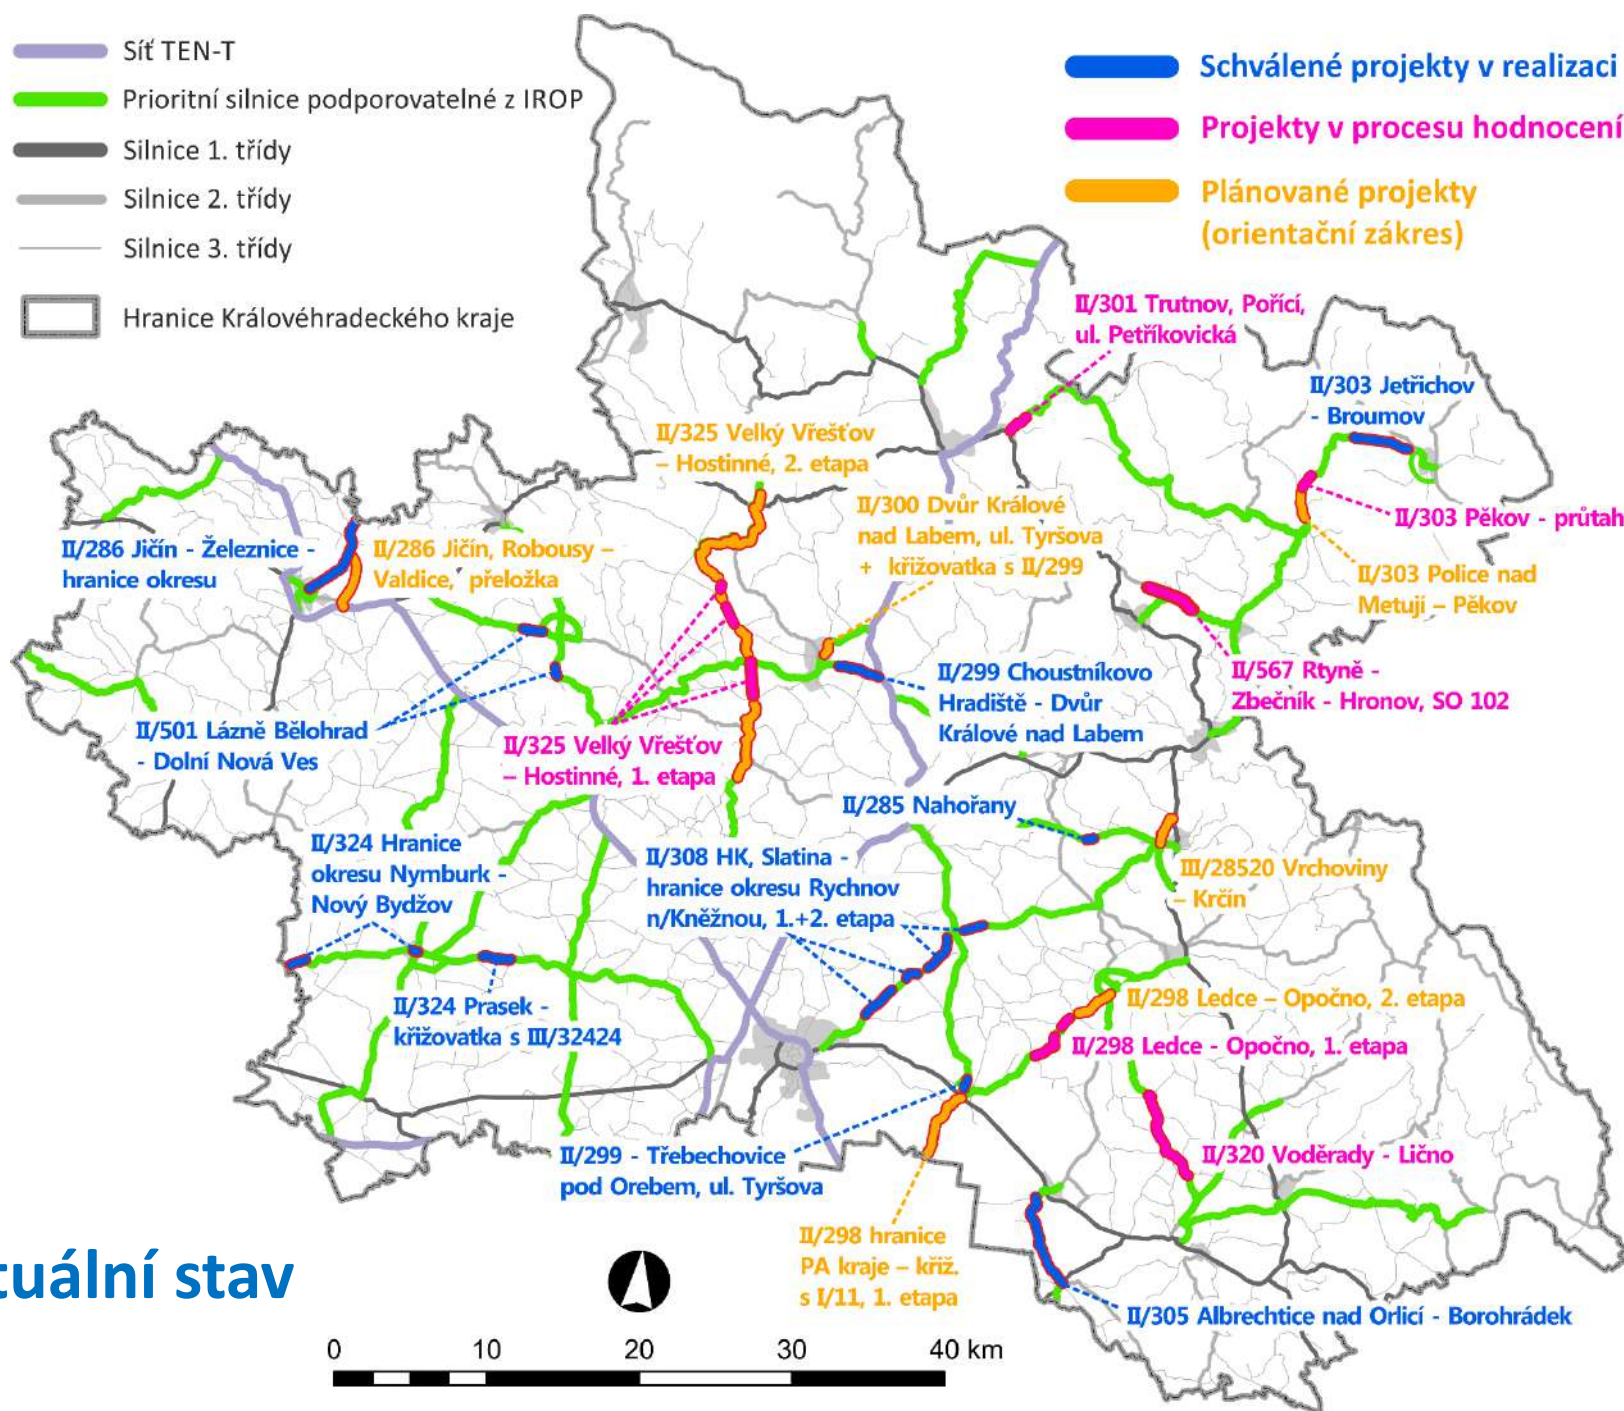 Síť TEN-T
Prioritní silnice podporovatelné z IROP
Silnice 1. třídy
Silnice 2. třídy
Silnice 3. třídy
Hranice Královéhradeckého kraje
Schválené projekty v realizaci
Projekty v procesu hodnocení
Plánované projekty
(orientační zákres)
II/301 Trutnov, Pořící,
ul. Petříkovická
II/303 Jetřichov
- Broumov
II/325 Velký Vřešťov
– Hostinné, 2. etapa
II/300 Dvůr Králové
nad Labem, ul. Tyršova
+ křižovatka s II/299
II/303 Pěkov - průtah
II/286 Jičín - Železnice -
hranice okresu
II/286 Jičín, Robousy –
Valdice, přeložka
II/303 Police nad
Metují – Pěkov
II/299 Choustníkovo
Hradiště - Dvůr
Králové nad Labem
II/567 Rtyně -
Zbečník - Hronov, SO 102
II/501 Lázně Bělohrad
- Dolní Nová Ves
II/325 Velký Vřešťov
– Hostinné, 1. etapa
II/285 Nahořany
II/324 Hranice
okresu Nymburk -
Nový Bydžov
II/308 HK, Slatina -
hranice okresu Rychnov
n/Kněžnou, 1.+2. etapa
III/28520 Vrchoviny
– Krčín
II/324 Prasek -
křižovatka s III/32424
II/298 Ledce – Opočno, 2. etapa
II/298 Ledce - Opočno, 1. etapa
II/299 - Třebechovice
pod Orebem, ul. Tyršova
II/320 Voděrady - Lično
II/298 hranice
PA kraje – křiž.
s I/11, 1. etapa
II/305 Albrechtice nad Orlicí - Borohrádek
tuální stav
0 10 20 30 40 km